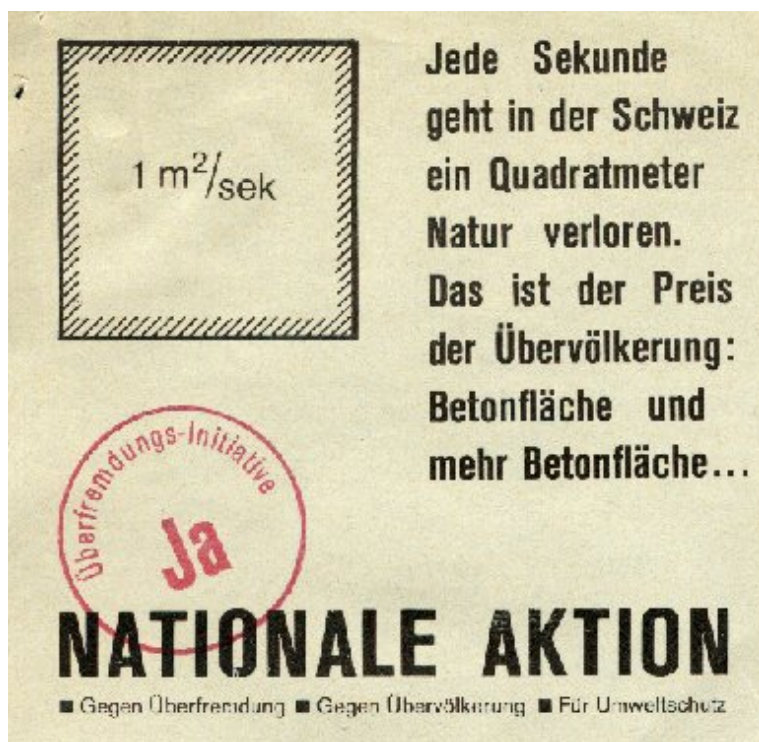 1 m²/sek
Jede Sekunde
geht in der Schweiz
ein Quadratmeter
Natur verloren.
Das ist der Preis
der Übervölkerung:
Betonfläche und
mehr Betonfläche...
Überfremdungs-Initiative
Ja
NATIONALE AKTION
■ Gegen Überfremdung ■ Gegen Übervölkerung ■ Für Umweltschutz